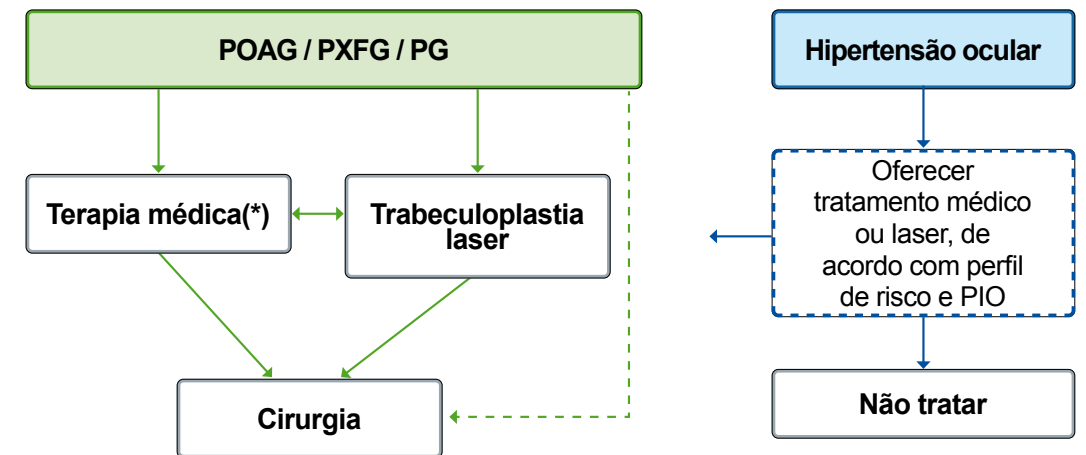 POAG / PXFG / PG
Terapia médica(*)
Trabeculoplastia
laser
Cirurgia
Hipertensão ocular
Oferecer
tratamento médico
ou laser, de
acordo com perfil
de risco e PIO
Não tratar